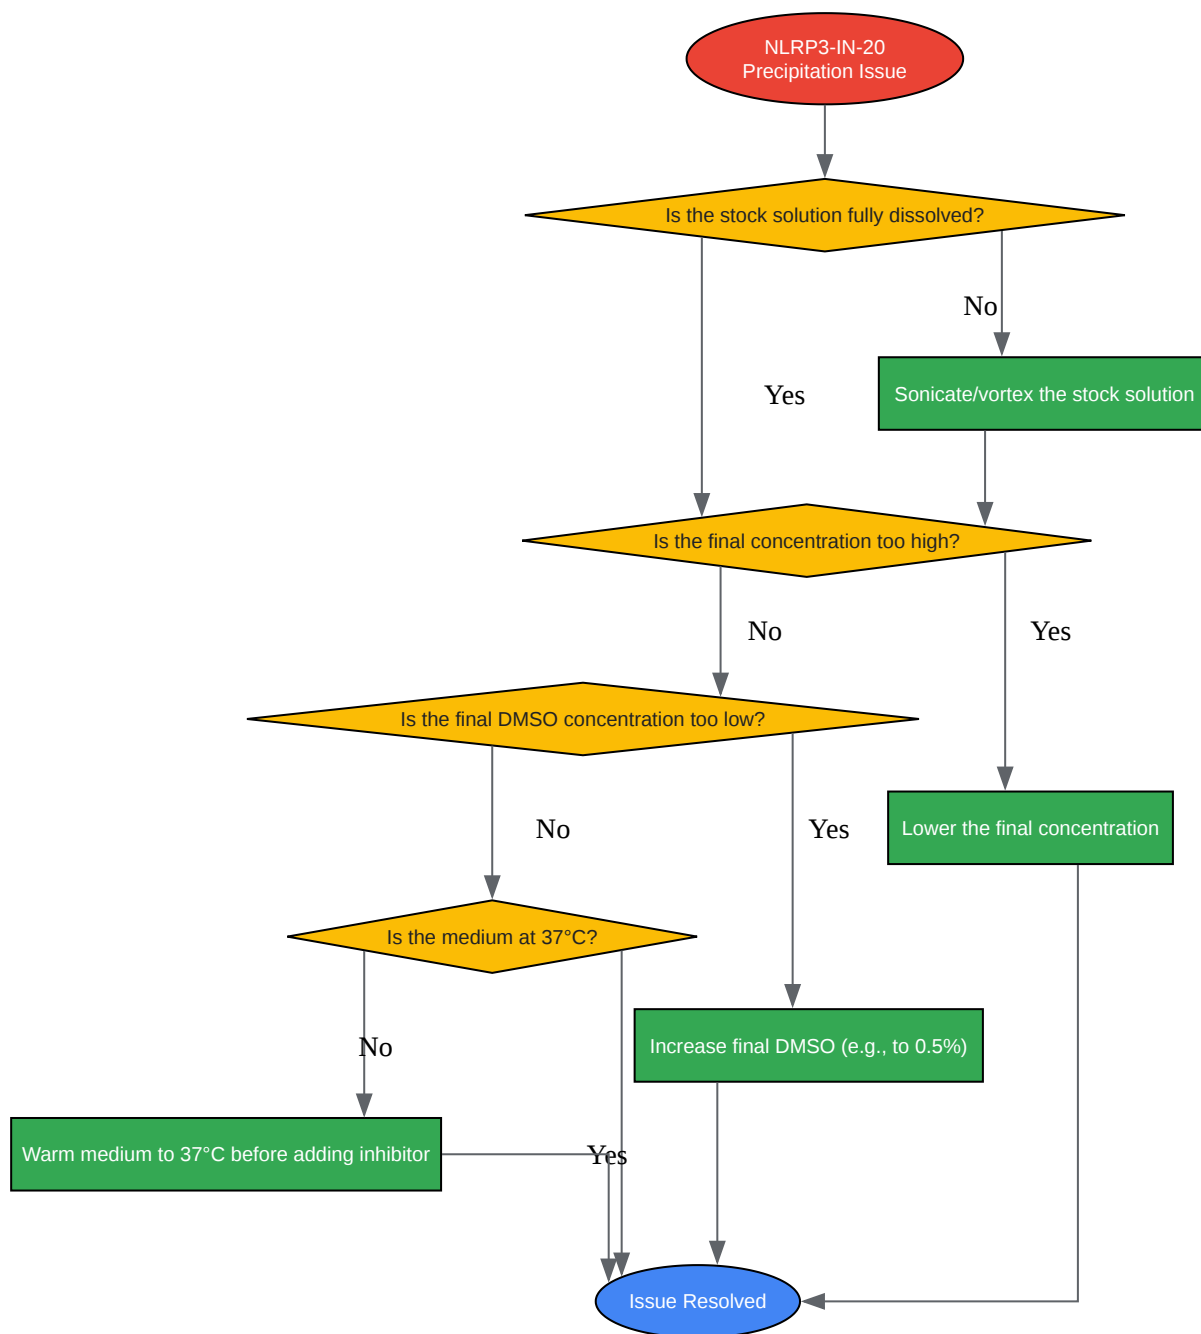 NLRP3-IN-20
Precipitation Issue
Is the stock solution fully dissolved?
No
Yes
Sonicate/vortex the stock solution
Is the final concentration too high?
No
Yes
Is the final DMSO concentration too low?
No
Yes
Lower the final concentration
Is the medium at 37°C?
No
Increase final DMSO (e.g., to 0.5%)
Warm medium to 37°C before adding inhibitor
Yes
Issue Resolved